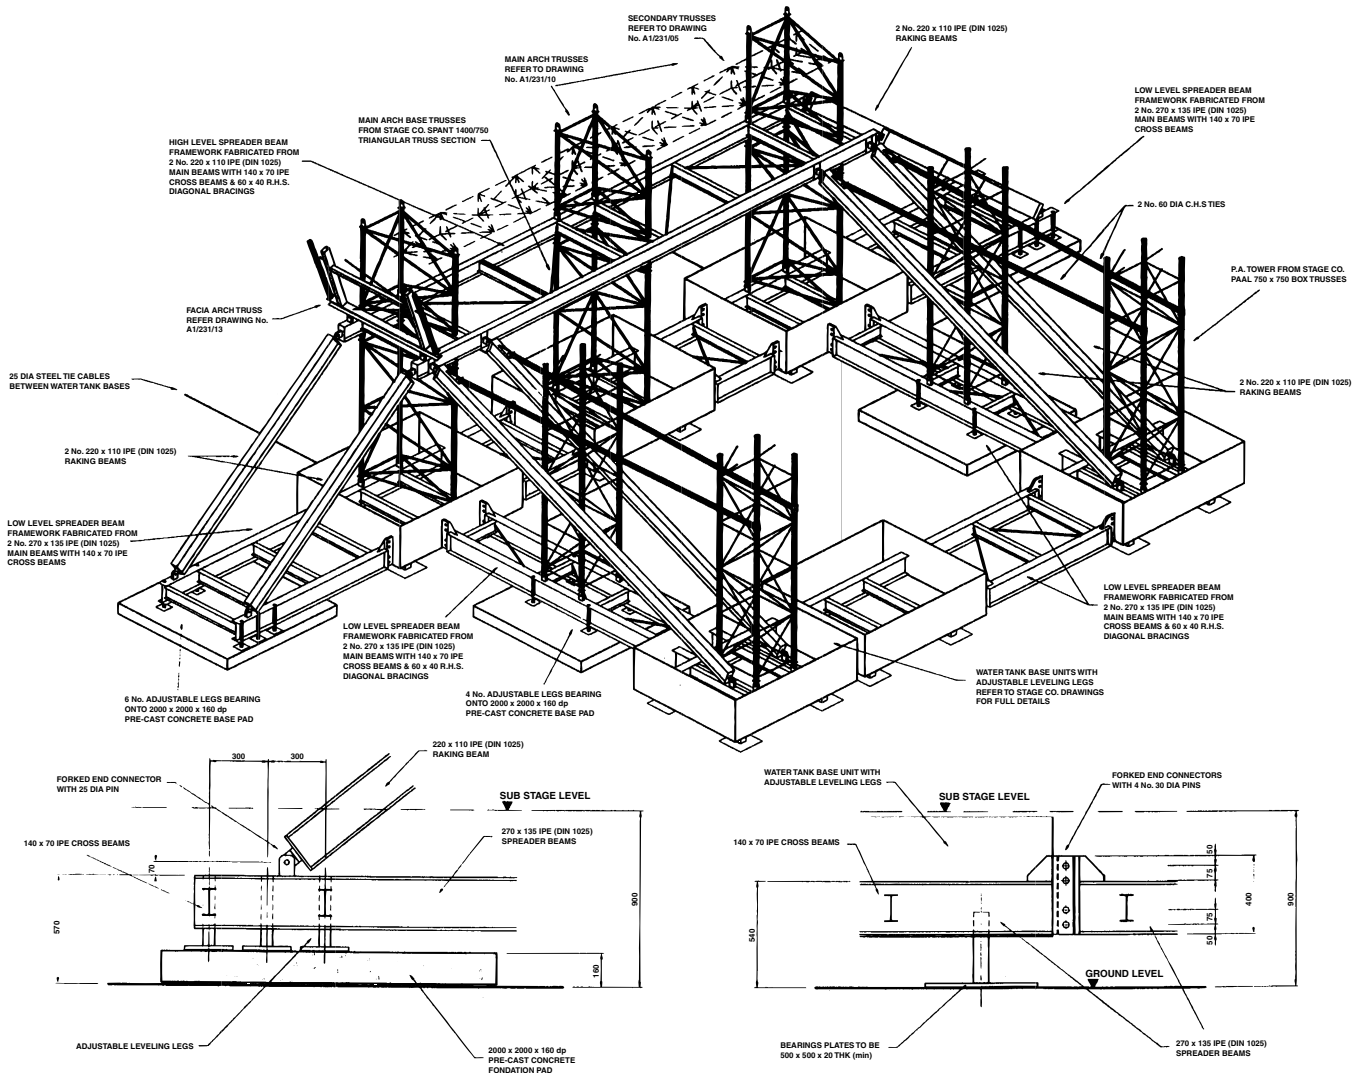 SECONDARY TRUSSES
REFER TO DRAWING
No. A1/231/05
2 No. 220 x 110 IPE (DIN 1025)
RAKING BEAMS
MAIN ARCH TRUSSES
REFER TO DRAWING
No. A1/231/10
LOW LEVEL SPREADER BEAM
FRAMEWORK FABRICATED FROM
2 No. 270 x 135 IPE (DIN 1025)
MAIN BEAMS WITH 140 x 70 IPE
CROSS BEAMS
MAIN ARCH BASE TRUSSES
FROM STAGE CO. SPANT 1400/750
TRIANGULAR TRUSS SECTION
HIGH LEVEL SPREADER BEAM
FRAMEWORK FABRICATED FROM
2 No. 220 x 110 IPE (DIN 1025)
MAIN BEAMS WITH 140 x 70 IPE
CROSS BEAMS & 60 x 40 R.H.S.
DIAGONAL BRACINGS
2 No. 60 DIA C.H.S TIES
P.A. TOWER FROM STAGE CO.
PAAL 750 x 750 BOX TRUSSES
FACIA ARCH TRUSS
REFER DRAWING No.
A1/231/13
25 DIA STEEL TIE CABLES
BETWEEN WATER TANK BASES
2 No. 220 x 110 IPE (DIN 1025)
RAKING BEAMS
2 No. 220 x 110 IPE (DIN 1025)
RAKING BEAMS
LOW LEVEL SPREADER BEAM
FRAMEWORK FABRICATED FROM
2 No. 270 x 135 IPE (DIN 1025)
MAIN BEAMS WITH 140 x 70 IPE
CROSS BEAMS
LOW LEVEL SPREADER BEAM
FRAMEWORK FABRICATED FROM
2 No. 270 x 135 IPE (DIN 1025)
MAIN BEAMS WITH 140 x 70 IPE
CROSS BEAMS & 60 x 40 R.H.S.
DIAGONAL BRACINGS
LOW LEVEL SPREADER BEAM
FRAMEWORK FABRICATED FROM
2 No. 270 x 135 IPE (DIN 1025)
MAIN BEAMS WITH 140 x 70 IPE
CROSS BEAMS & 60 x 40 R.H.S.
DIAGONAL BRACINGS
WATER TANK BASE UNITS WITH
ADJUSTABLE LEVELING LEGS
REFER TO STAGE CO. DRAWINGS
FOR FULL DETAILS
6 No. ADJUSTABLE LEGS BEARING
ONTO 2000 x 2000 x 160 dp
PRE-CAST CONCRETE BASE PAD
4 No. ADJUSTABLE LEGS BEARING
ONTO 2000 x 2000 x 160 dp
PRE-CAST CONCRETE BASE PAD
300
300
220 x 110 IPE (DIN 1025)
RAKING BEAM
FORKED END CONNECTOR
WITH 25 DIA PIN
SUB STAGE LEVEL
140 x 70 IPE CROSS BEAMS
270 x 135 IPE (DIN 1025)
SPREADER BEAMS
70
570
900
160
ADJUSTABLE LEVELING LEGS
2000 x 2000 x 160 dp
PRE-CAST CONCRETE
FONDATION PAD
WATER TANK BASE UNIT WITH
ADJUSTABLE LEVELING LEGS
FORKED END CONNECTORS
WITH 4 No. 30 DIA PINS
SUB STAGE LEVEL
140 x 70 IPE CROSS BEAMS
50
75
400
900
75
50
540
GROUND LEVEL
BEARINGS PLATES TO BE
500 x 500 x 20 THK (min)
270 x 135 IPE (DIN 1025)
SPREADER BEAMS